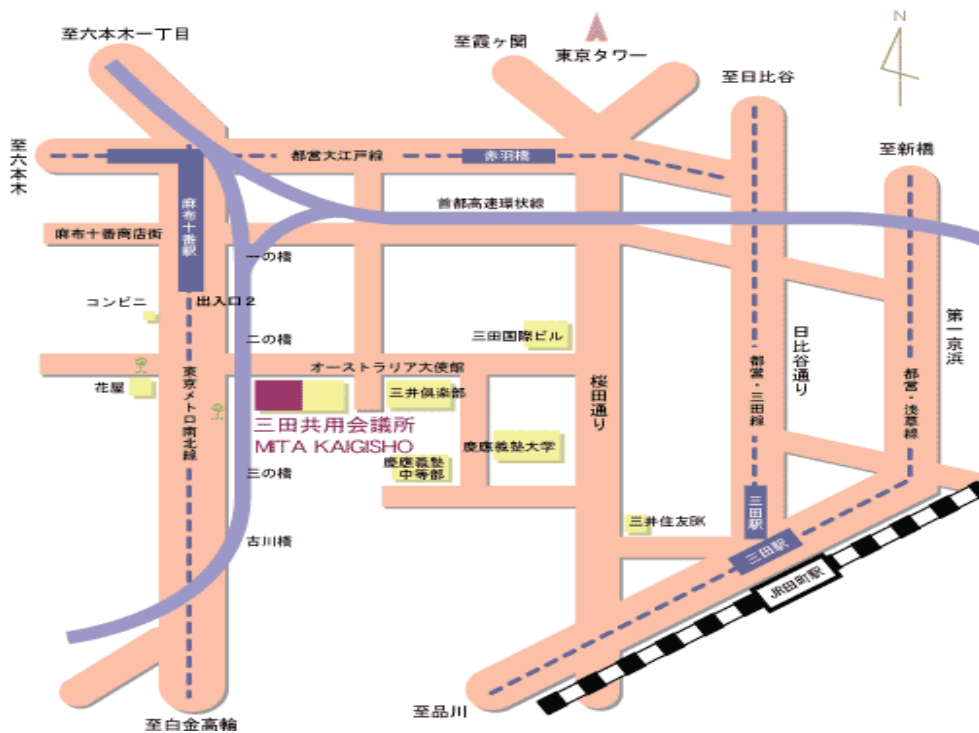 N
至六本木一丁目
至霞ヶ関
東京タワー
至日比谷
至新橋
至六本木
都営大江戸線
赤羽橋
麻布十番駅
首都高速環状線
麻布十番商店街
一の橋
コンビニ
出入口2
二の橋
三田国際ビル
第一京浜
日比谷通り
オーストラリア大使館
花屋
東京メトロ南北線
三井倶楽部
桜田通り
都営・三田線
都営・浅草線
三田共用会議所
MITA KAIGISHO
慶應義塾大学
慶應義塾
中等部
三の橋
三田駅
三井住友BK
古川橋
三田駅
JR田町駅
至品川
至白金高輪